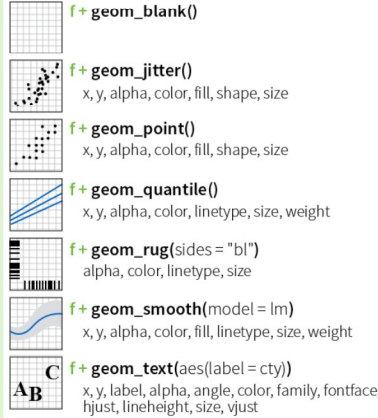 f + geom_blank()
f + geom_jitter()
x, y, alpha, color, fill, shape, size
f + geom_point()
x, y, alpha, color, fill, shape, size
f + geom_quantile()
x, y, alpha, color, linetype, size, weight
f + geom_rug(sides = "bl")
alpha, color, linetype, size
f + geom_smooth(model = lm)
x, y, alpha, color, fill, linetype, size, weight
A B C
f + geom_text(aes(label = cty))
x, y, label, alpha, angle, color, family, fontface
hjust, lineheight, size, vjust